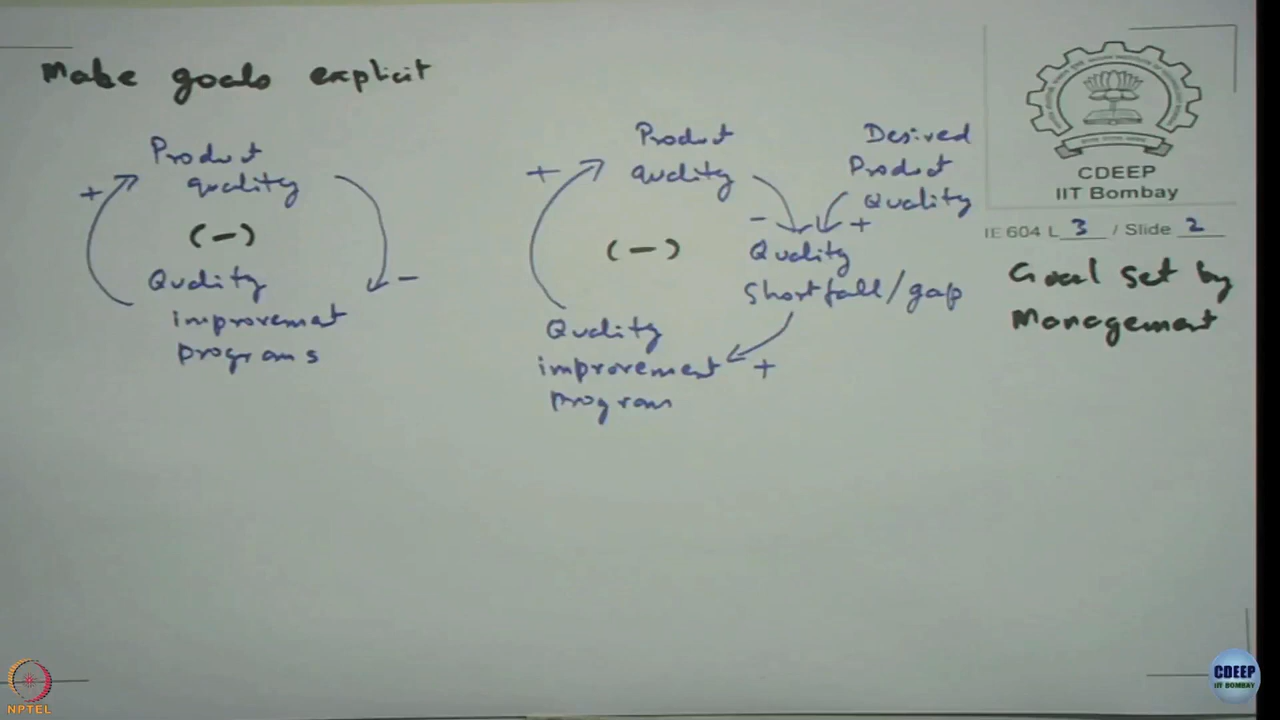 Make goals explicit
Product
quality
+
(-)
-
Quality
improvement
programs
Product
quality
+
(-)
Desired
Product
Quality
-
+
Quality
Shortfall/gap
+
Quality
improvement
program
CDEEP
IIT Bombay
IE 604 L 3 / Slide 2
Goal set by
Management
NPTEL
CDEEP
IIT BOMBAY